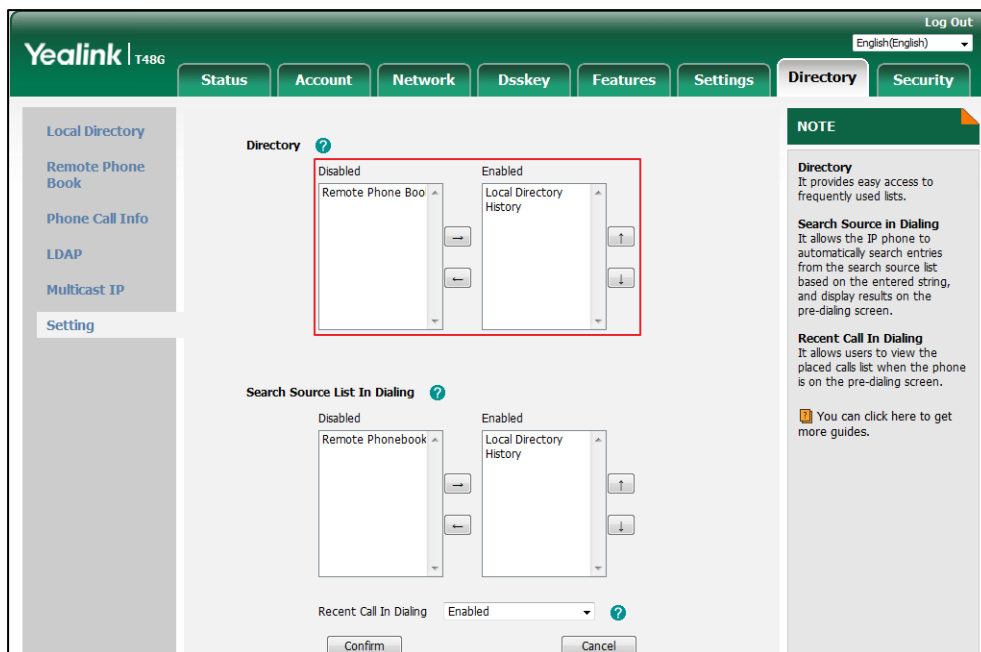 Log Out
English(English)
Yealink | T48G
Status Account Network Dsskey Features Settings Directory Security
Local Directory
Remote Phone
Book
Phone Call Info
LDAP
Multicast IP
Setting
Directory ?
Disabled Enabled
Remote Phone Boo
Local Directory
History
→ ↑
← ↓
Search Source List In Dialing ?
Disabled Enabled
Remote Phonebook
Local Directory
History
→ ↑
← ↓
Recent Call In Dialing Enabled ?
Confirm Cancel
NOTE
Directory
It provides easy access to
frequently used lists.
Search Source in Dialing
It allows the IP phone to
automatically search entries
from the search source list
based on the entered string,
and display results on the
pre-dialing screen.
Recent Call In Dialing
It allows users to view the
placed calls list when the phone
is on the pre-dialing screen.
? You can click here to get
more guides.